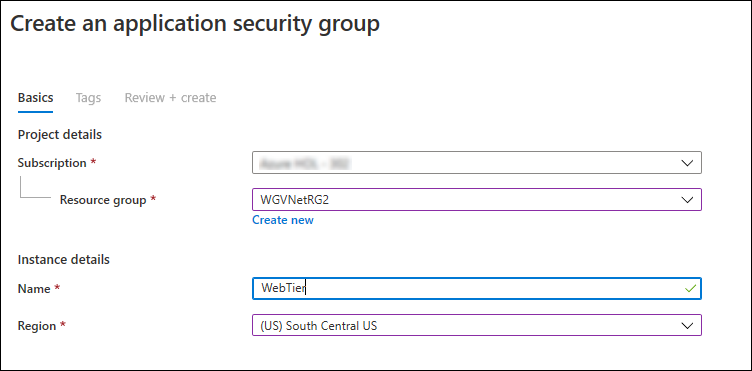 Create an application security group
Basics Tags Review + create
Project details
Subscription *
Resource group * WGVNetRG2
Create new
Instance details
Name * WebTier
Region * (US) South Central US